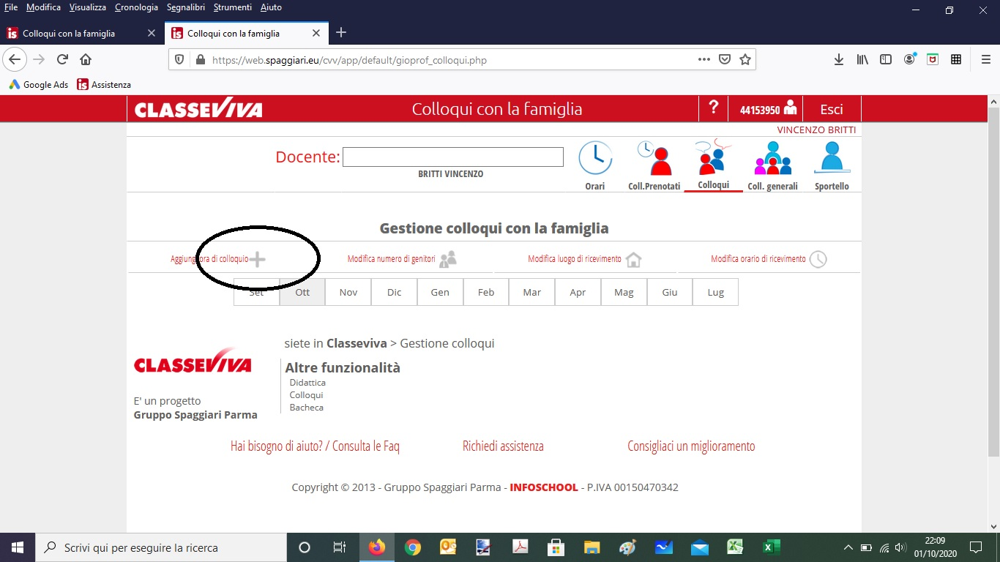 File Modifica Visualizza Cronologia Segnalibri Strumenti Aiuto
Colloqui con la famiglia
Colloqui con la famiglia
https://web.spaggiari.eu/cvv/app/default/gioprof_colloqui.php
Google Ads
Assistenza
CLASSEVIVA
Colloqui con la famiglia
?
44153950
Esci
VINCENZO BRITTI
Docente:
BRITTI VINCENZO
Orari
Coll.Prenotati
Colloqui
Coll. generali
Sportello
Gestione colloqui con la famiglia
Aggiungi ora di colloquio
Modifica numero di genitori
Modifica luogo di ricevimento
Modifica orario di ricevimento
Set Ott Nov Dic Gen Feb Mar Apr Mag Giu Lug
siete in Classeviva > Gestione colloqui
CLASSEVIVA
Altre funzionalità
Didattica
Colloqui
Bacheca
E' un progetto
Gruppo Spaggiari Parma
Hai bisogno di aiuto? / Consulta le Faq
Richiedi assistenza
Consigliaci un miglioramento
Copyright © 2013 - Gruppo Spaggiari Parma - INFOSCHOOL - P.IVA 00150470342
Scrivi qui per eseguire la ricerca
22:09
01/10/2020